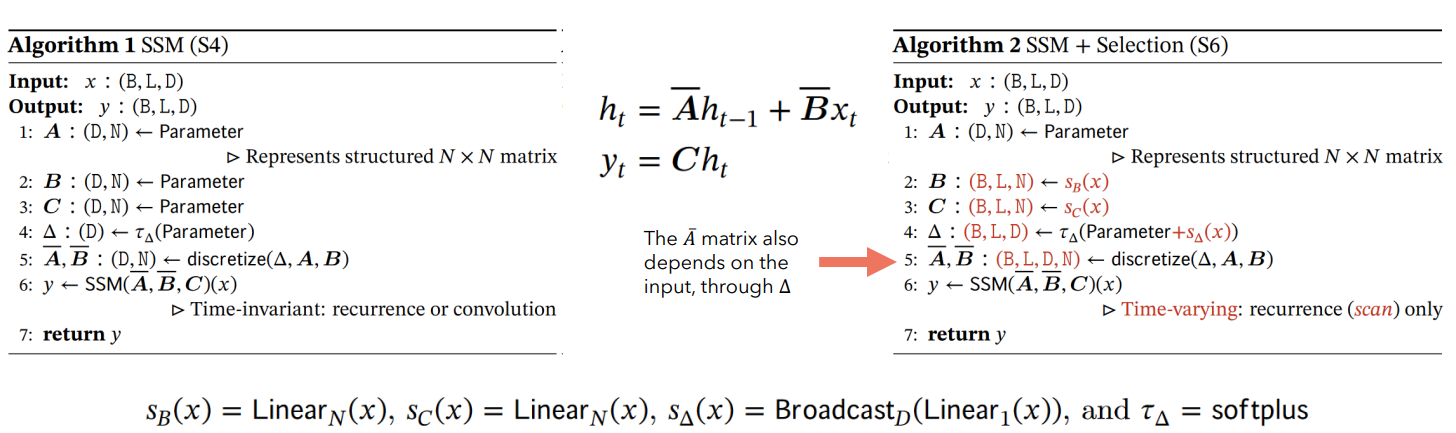 Algorithm 1 SSM (S4)
Input: x : (B, L, D)
Output: y : (B, L, D)
1: A : (D, N) ← Parameter
▷ Represents structured N × N matrix
2: B : (D, N) ← Parameter
3: C : (D, N) ← Parameter
4: Δ : (D) ← τ_Δ(Parameter)
5: A̅, B̅ : (D, N) ← discretize(Δ, A, B)
6: y ← SSM(A̅, B̅, C)(x)
▷ Time-invariant: recurrence or convolution
7: return y
h_t = A̅h_{t−1} + B̅x_t
y_t = Ch_t
The A̅ matrix also
depends on the
input, through Δ
Algorithm 2 SSM + Selection (S6)
Input: x : (B, L, D)
Output: y : (B, L, D)
1: A : (D, N) ← Parameter
▷ Represents structured N × N matrix
2: B : (B, L, N) ← s_B(x)
3: C : (B, L, N) ← s_C(x)
4: Δ : (B, L, D) ← τ_Δ(Parameter+s_Δ(x))
5: A̅, B̅ : (B, L, D, N) ← discretize(Δ, A, B)
6: y ← SSM(A̅, B̅, C)(x)
▷ Time-varying: recurrence (scan) only
7: return y
s_B(x) = Linear_N(x), s_C(x) = Linear_N(x), s_Δ(x) = Broadcast_D(Linear_1(x)), and τ_Δ = softplus